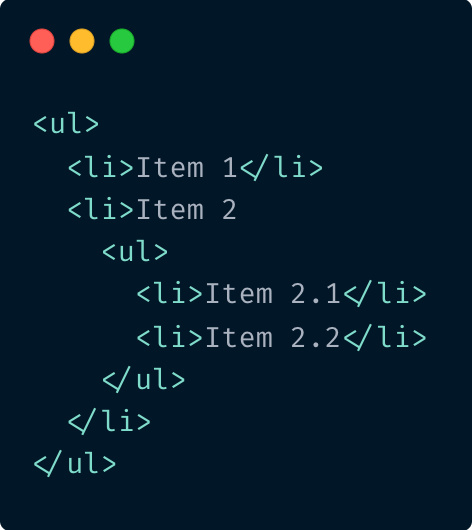 <ul>
  <li>Item 1</li>
  <li>Item 2
    <ul>
      <li>Item 2.1</li>
      <li>Item 2.2</li>
    </ul>
  </li>
</ul>